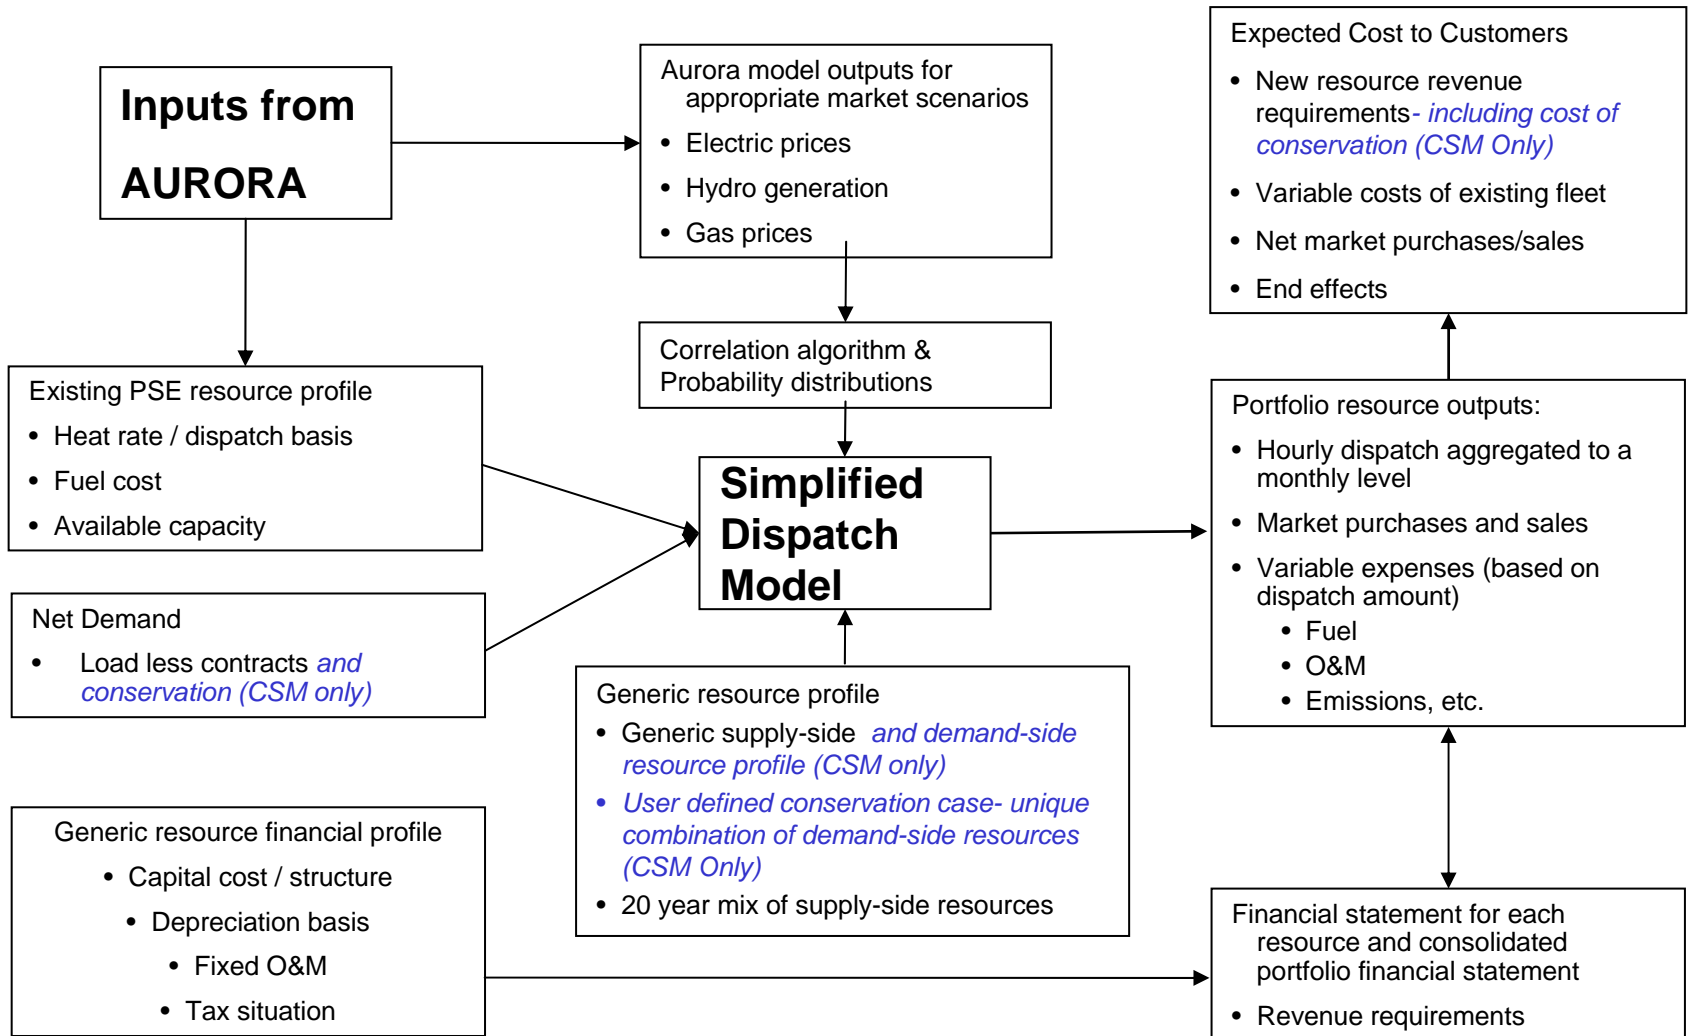 Inputs from
AURORA
Aurora model outputs for
appropriate market scenarios
• Electric prices
• Hydro generation
• Gas prices
Expected Cost to Customers
• New resource revenue
requirements- including cost of
conservation (CSM Only)
• Variable costs of existing fleet
• Net market purchases/sales
• End effects
Correlation algorithm &
Probability distributions
Existing PSE resource profile
• Heat rate / dispatch basis
• Fuel cost
• Available capacity
Simplified
Dispatch
Model
Portfolio resource outputs:
• Hourly dispatch aggregated to a
monthly level
• Market purchases and sales
• Variable expenses (based on
dispatch amount)
• Fuel
• O&M
• Emissions, etc.
Net Demand
• Load less contracts and
conservation (CSM only)
Generic resource profile
• Generic supply-side and demand-side
resource profile (CSM only)
• User defined conservation case- unique
combination of demand-side resources
(CSM Only)
• 20 year mix of supply-side resources
Generic resource financial profile
• Capital cost / structure
• Depreciation basis
• Fixed O&M
• Tax situation
Financial statement for each
resource and consolidated
portfolio financial statement
• Revenue requirements